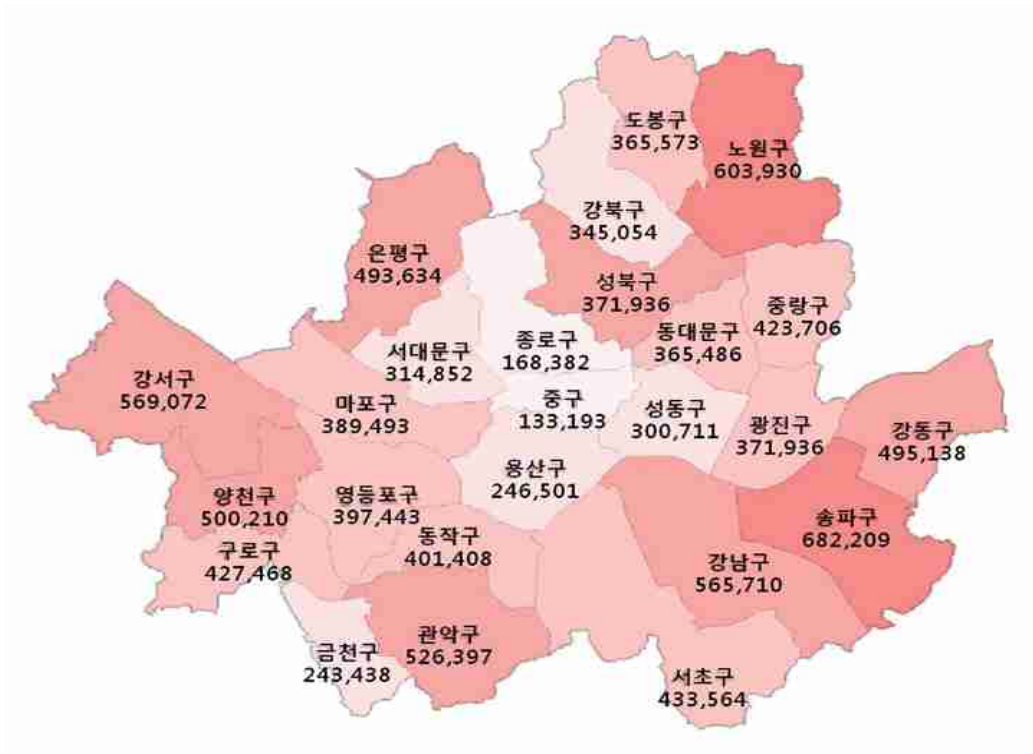 도봉구
365,573
노원구
603,930
강북구
345,054
은평구
493,634
성북구
371,936
중랑구
423,706
동대문구
365,486
종로구
168,382
서대문구
314,852
강서구
569,072
마포구
389,493
중구
133,193
성동구
300,711
광진구
371,936
강동구
495,138
용산구
246,501
양천구
500,210
영등포구
397,443
송파구
682,209
동작구
401,408
구로구
427,468
강남구
565,710
관악구
526,397
금천구
243,438
서초구
433,564